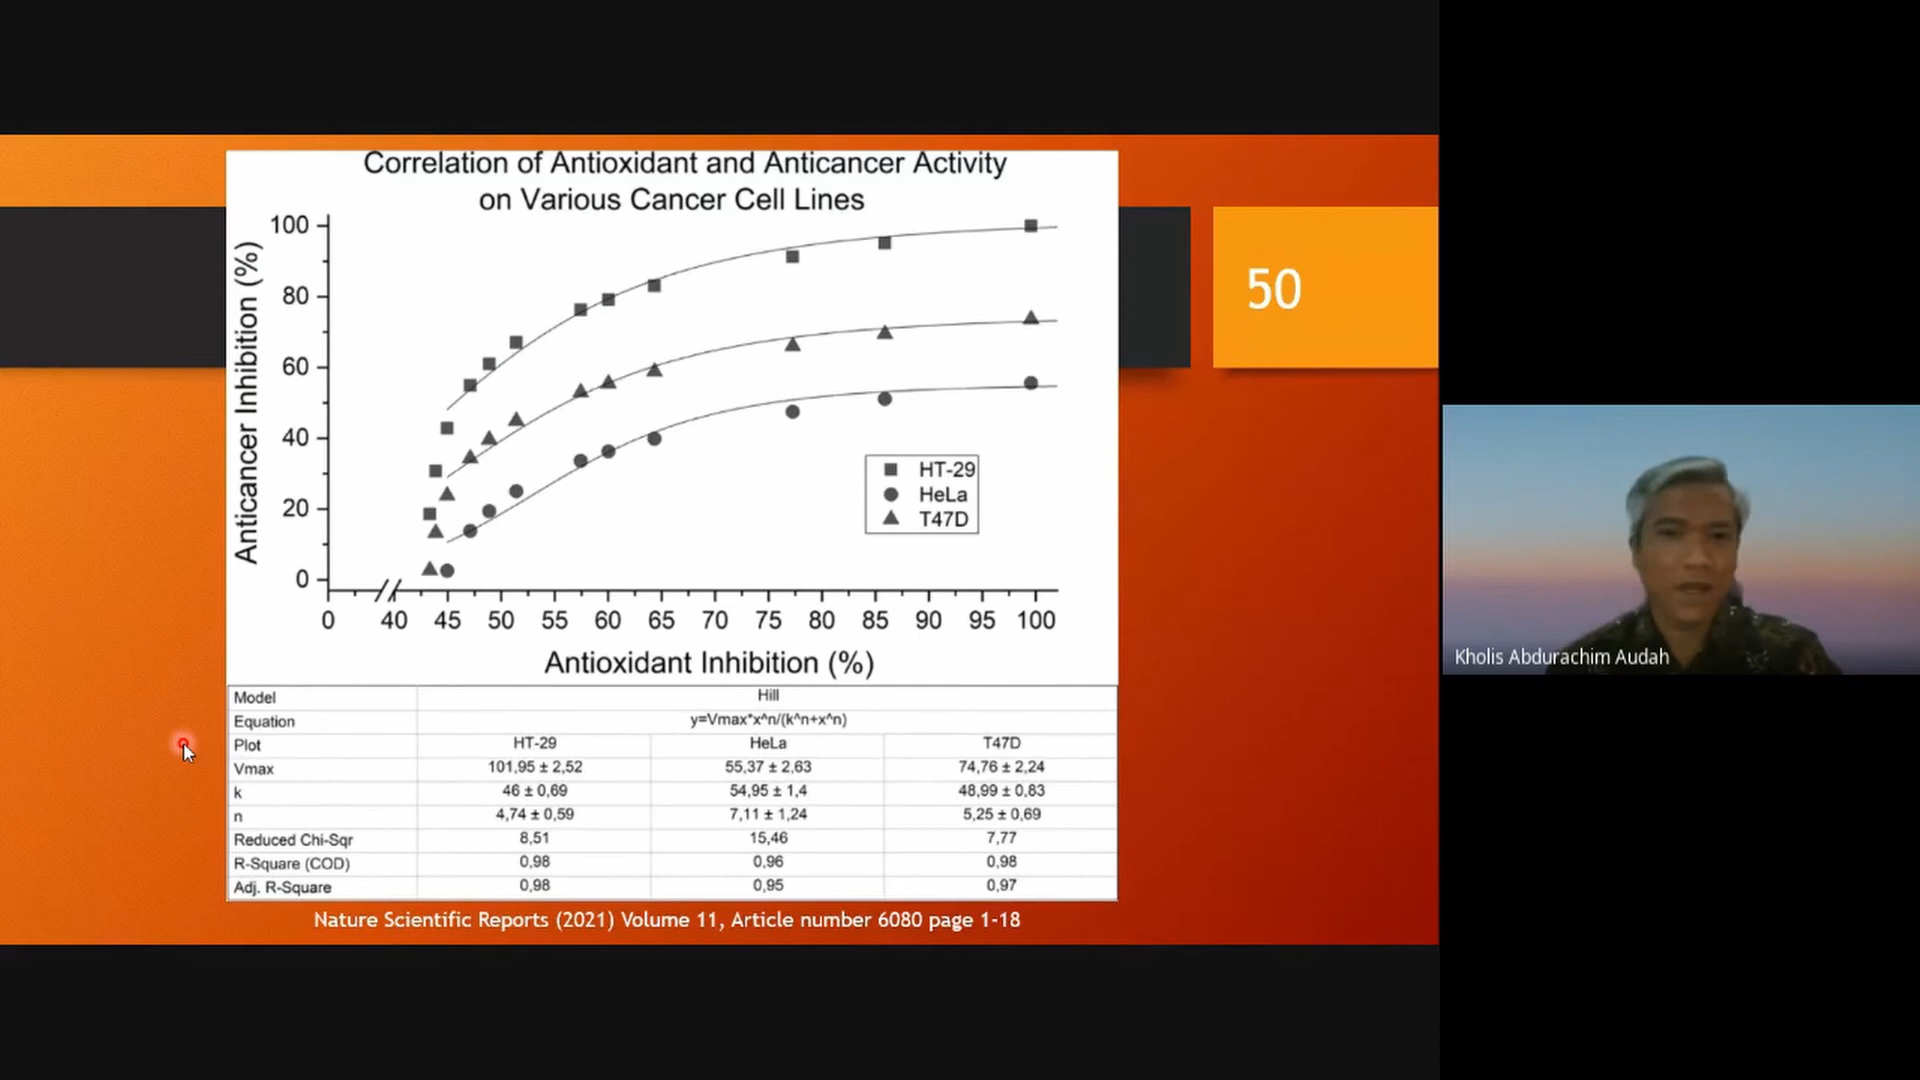 Correlation of Antioxidant and Anticancer Activity
on Various Cancer Cell Lines
Anticancer Inhibition (%)
100
80
60
40
20
0
HT-29
HeLa
T47D
0 40 45 50 55 60 65 70 75 80 85 90 95 100
Antioxidant Inhibition (%)
Model Hill
Equation y=Vmax*x^n/(k^n+x^n)
Plot HT-29 HeLa T47D
Vmax 101,95 ± 2,52 55,37 ± 2,63 74,76 ± 2,24
k 46 ± 0,69 54,95 ± 1,4 48,99 ± 0,83
n 4,74 ± 0,59 7,11 ± 1,24 5,25 ± 0,69
Reduced Chi-Sqr 8,51 15,46 7,77
R-Square (COD) 0,98 0,96 0,98
Adj. R-Square 0,98 0,95 0,97
Nature Scientific Reports (2021) Volume 11, Article number 6080 page 1-18
50
Kholis Abdurachim Audah